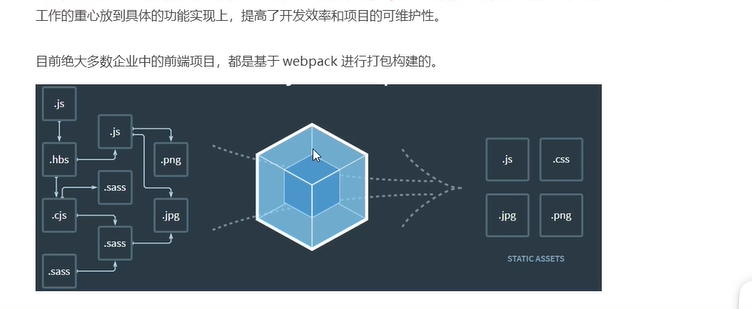 工作的重心放到具体的功能实现上，提高了开发效率和项目的可维护性。
目前绝大多数企业中的前端项目，都是基于 webpack 进行打包构建的。
.js
.js
.hbs
.png
.sass
.cjs
.jpg
.sass
.sass
.js
.css
.jpg
.png
STATIC ASSETS